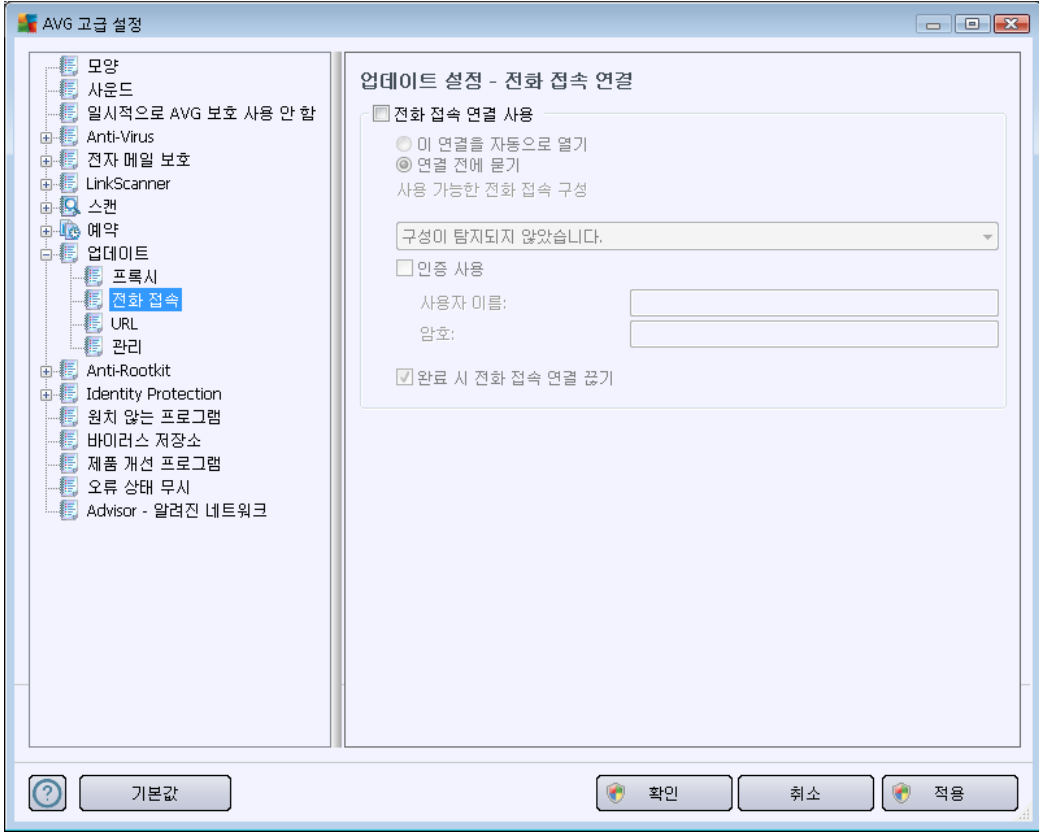 AVG 고급 설정
모양
사운드
일시적으로 AVG 보호 사용 안 함
Anti-Virus
전자 메일 보호
LinkScanner
스캔
예약
업데이트
프록시
전화 접속
URL
관리
Anti-Rootkit
Identity Protection
원치 않는 프로그램
바이러스 저장소
제품 개선 프로그램
오류 상태 무시
Advisor - 알려진 네트워크
업데이트 설정 - 전화 접속 연결
전화 접속 연결 사용
이 연결을 자동으로 열기
연결 전에 묻기
사용 가능한 전화 접속 구성
구성이 탐지되지 않았습니다.
인증 사용
사용자 이름:
암호:
완료 시 전화 접속 연결 끊기
기본값
확인
취소
적용